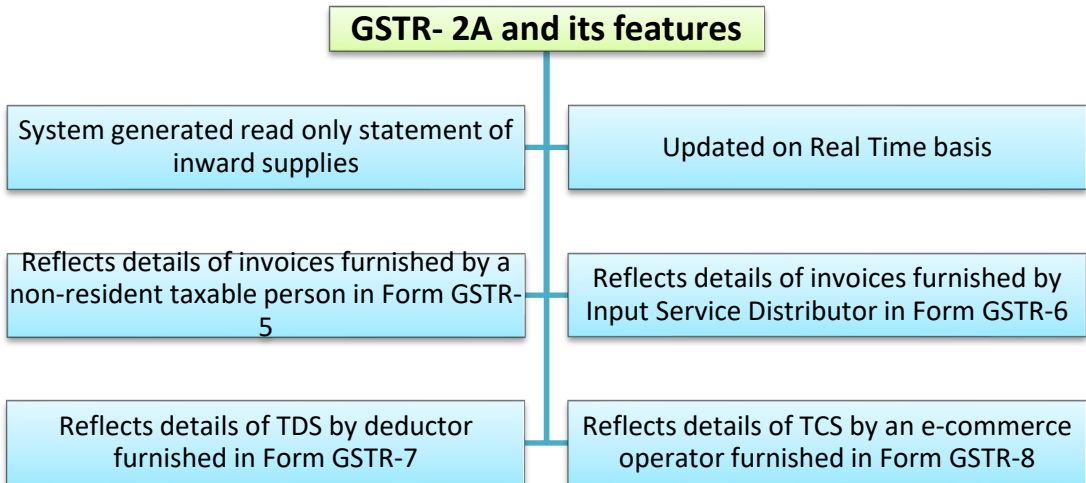 GSTR- 2A and its features
System generated read only statement of
inward supplies
Updated on Real Time basis
Reflects details of invoices furnished by a
non-resident taxable person in Form GSTR-
5
Reflects details of invoices furnished by
Input Service Distributor in Form GSTR-6
Reflects details of TDS by deductor
furnished in Form GSTR-7
Reflects details of TCS by an e-commerce
operator furnished in Form GSTR-8